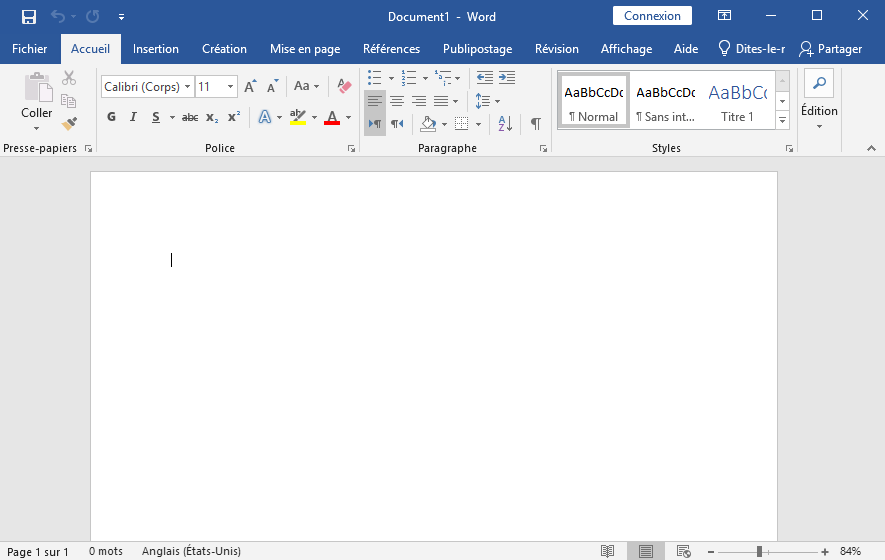 Document1 - Word
Connexion
Fichier Accueil Insertion Création Mise en page Références Publipostage Révision Affichage Aide Dites-le-r Partager
Coller
Presse-papiers
Calibri (Corps) 11 A A Aa A
G I S abc x₂ x² A ab A
Police
Paragraphe
AaBbCcDc AaBbCcDc AaBbCc
¶ Normal ¶ Sans int... Titre 1
Styles
Édition
Page 1 sur 1 0 mots Anglais (États-Unis) 84%